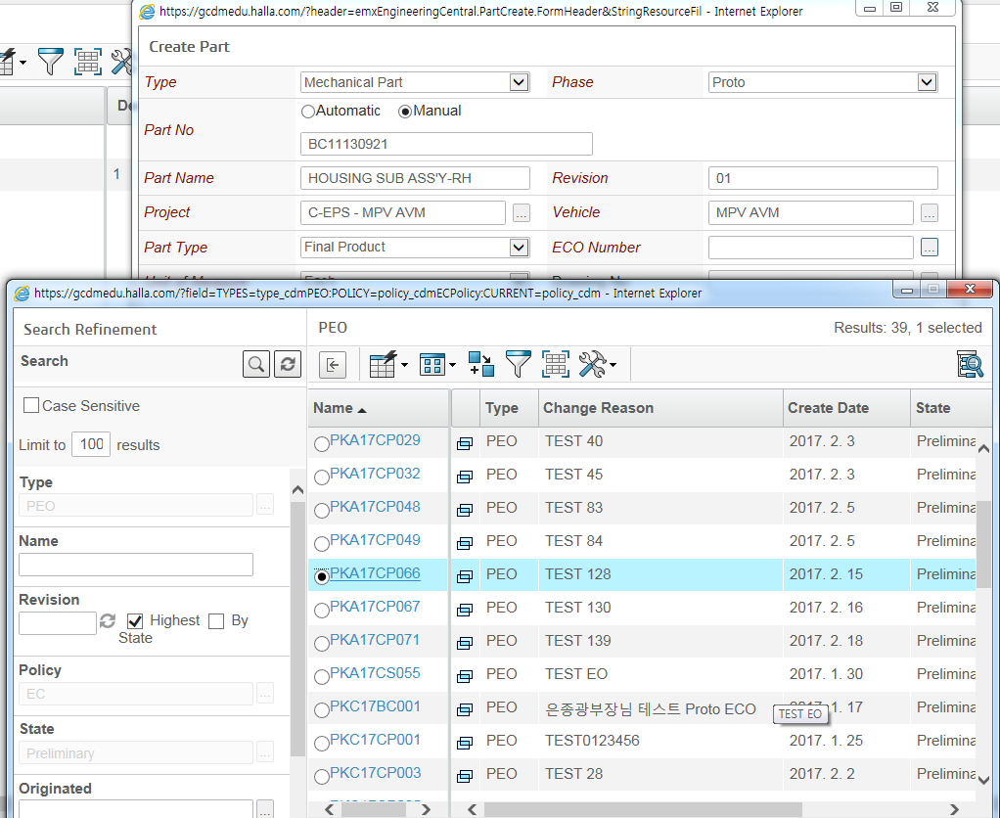 https://gcdmedu.halla.com/?header=emxEngineeringCentral.PartCreate.FormHeader&StringResourceFil - Internet Explorer
Create Part
Type Mechanical Part Phase Proto
Automatic Manual
Part No
BC11130921
Part Name HOUSING SUB ASS'Y-RH Revision 01
Project C-EPS - MPV AVM ... Vehicle MPV AVM ...
Part Type Final Product ECO Number ...
De
1
https://gcdmedu.halla.com/?field=TYPES=type_cdmPEO:POLICY=policy_cdmECPolicy:CURRENT=policy_cdm - Internet Explorer
Search Refinement
Search
Case Sensitive
Limit to 100 results
Type
PEO ...
Name
Revision
Highest By
State
Policy
EC ...
State
Preliminary ...
Originated
...
PEO Results: 39, 1 selected
Name Type Change Reason Create Date State
PKA17CP029 PEO TEST 40 2017. 2. 3 Prelimina
PKA17CP032 PEO TEST 45 2017. 2. 3 Prelimina
PKA17CP048 PEO TEST 83 2017. 2. 5 Prelimina
PKA17CP049 PEO TEST 84 2017. 2. 5 Prelimina
PKA17CP066 PEO TEST 128 2017. 2. 15 Prelimina
PKA17CP067 PEO TEST 130 2017. 2. 16 Prelimina
PKA17CP071 PEO TEST 139 2017. 2. 18 Prelimina
PKA17CS055 PEO TEST EO 2017. 1. 30 Prelimina
PKC17BC001 PEO 은종광부장님 테스트 Proto ECO 1. 17 Prelimina
TEST EO
PKC17CP001 PEO TEST0123456 2017. 1. 25 Prelimina
PKC17CP003 PEO TEST 28 2017. 2. 2 Prelimina